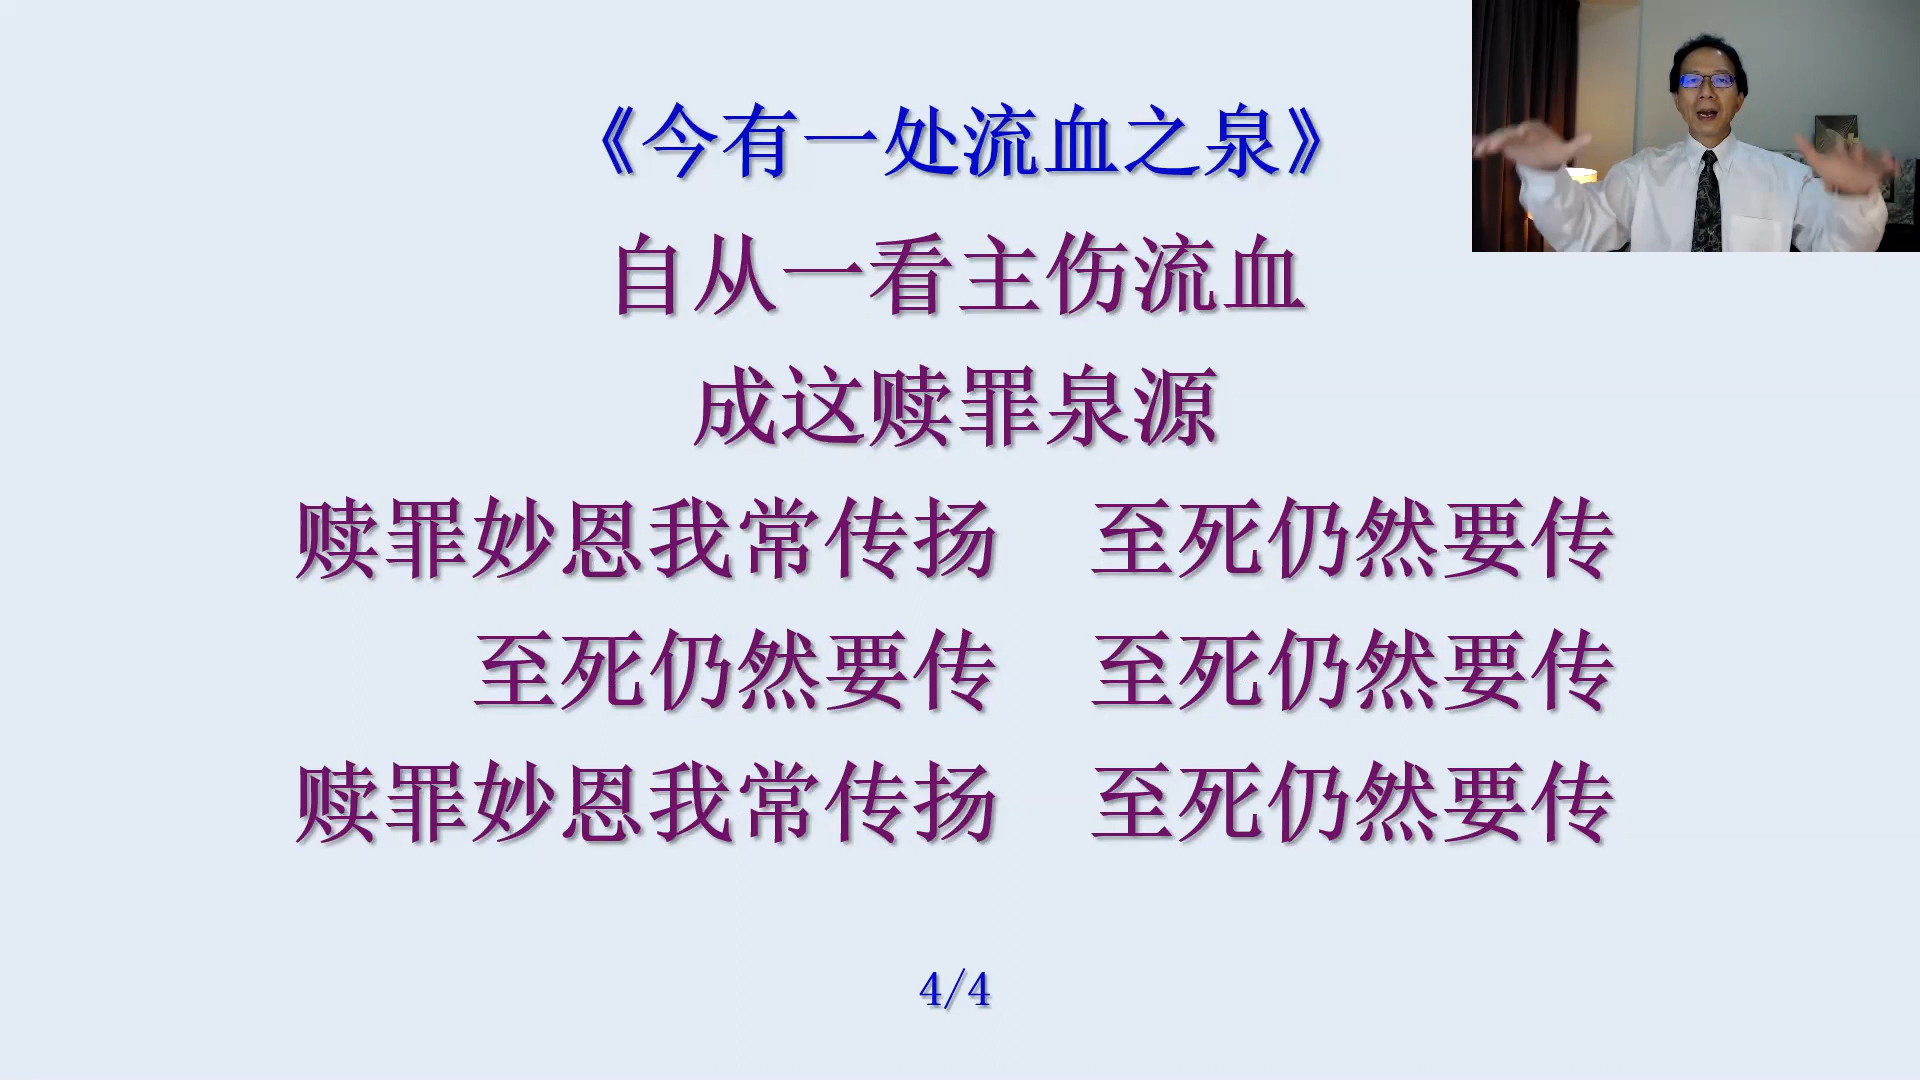 《今有一处流血之泉》
自从一看主伤流血
成这赎罪泉源
赎罪妙恩我常传扬　至死仍然要传
至死仍然要传　至死仍然要传
赎罪妙恩我常传扬　至死仍然要传
4/4